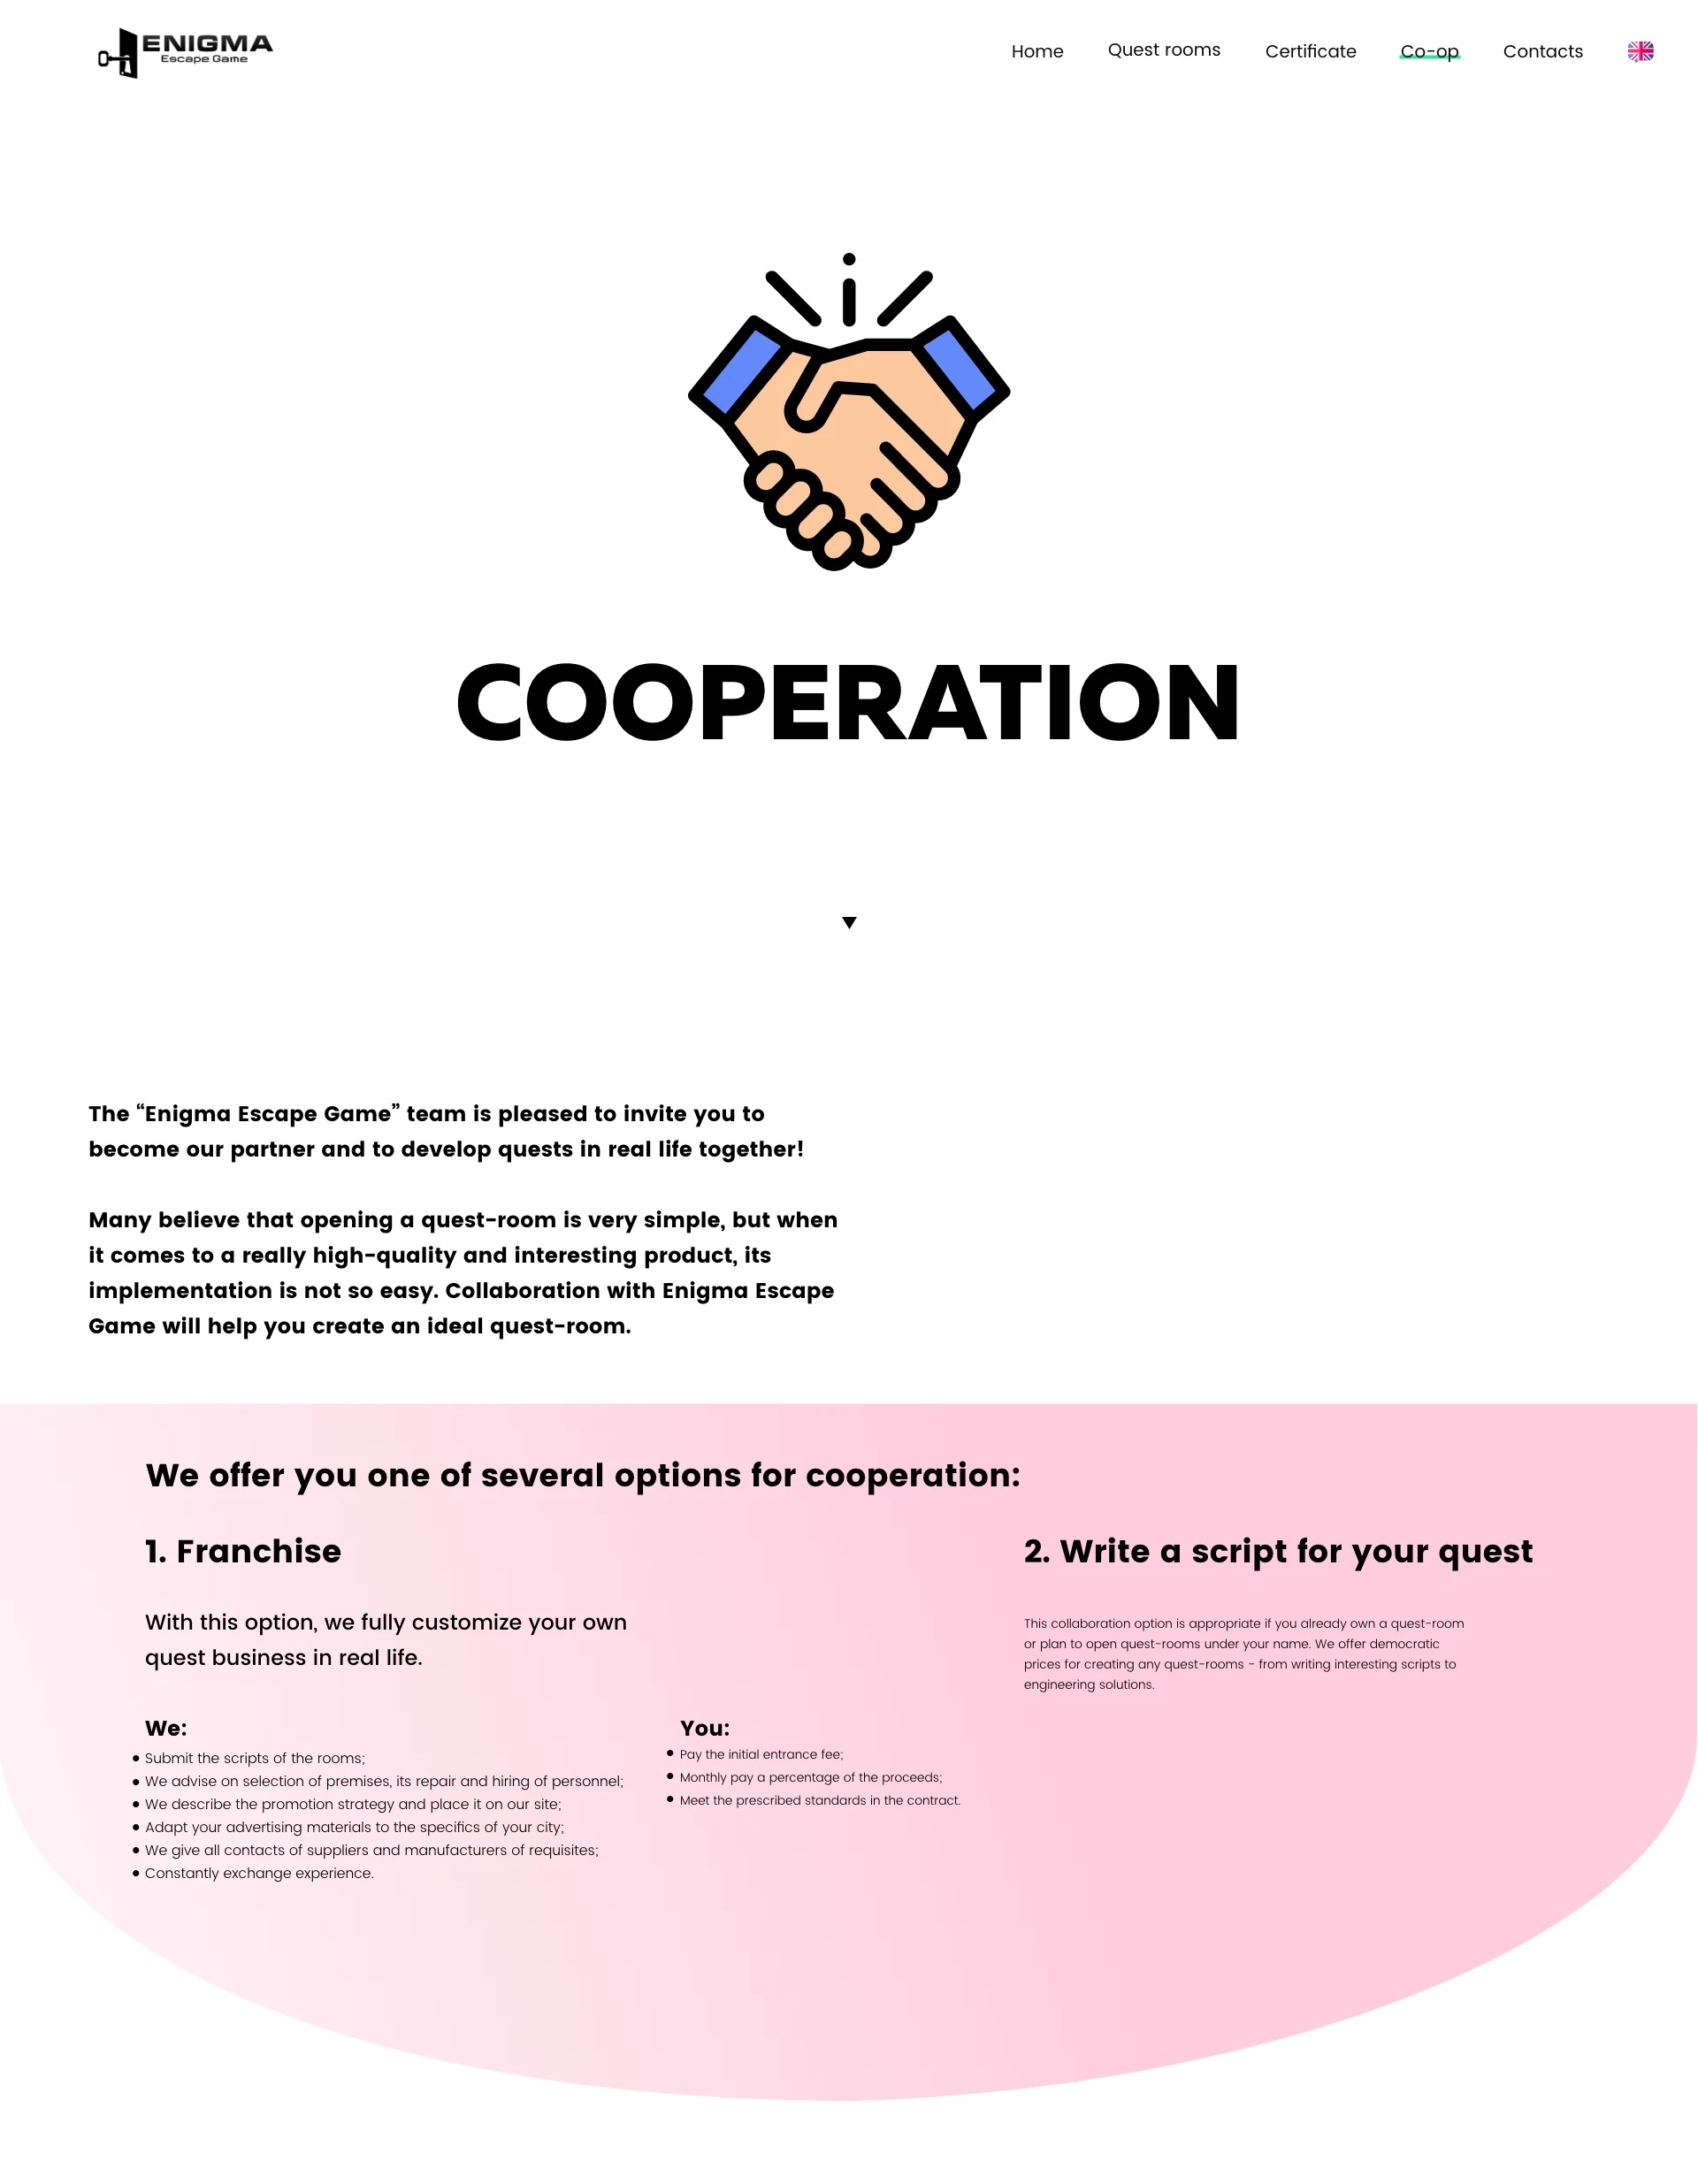 ENIGMA
Escape Game
Home
Quest rooms
Certificate
Co-op
Contacts
COOPERATION
The “Enigma Escape Game” team is pleased to invite you to
become our partner and to develop quests in real life together!
Many believe that opening a quest-room is very simple, but when
it comes to a really high-quality and interesting product, its
implementation is not so easy. Collaboration with Enigma Escape
Game will help you create an ideal quest-room.
We offer you one of several options for cooperation:
1. Franchise
With this option, we fully customize your own
quest business in real life.
We:
Submit the scripts of the rooms;
We advise on selection of premises, its repair and hiring of personnel;
We describe the promotion strategy and place it on our site;
Adapt your advertising materials to the specifics of your city;
We give all contacts of suppliers and manufacturers of requisites;
Constantly exchange experience.
You:
Pay the initial entrance fee;
Monthly pay a percentage of the proceeds;
Meet the prescribed standards in the contract.
2. Write a script for your quest
This collaboration option is appropriate if you already own a quest-room
or plan to open quest-rooms under your name. We offer democratic
prices for creating any quest-rooms - from writing interesting scripts to
engineering solutions.